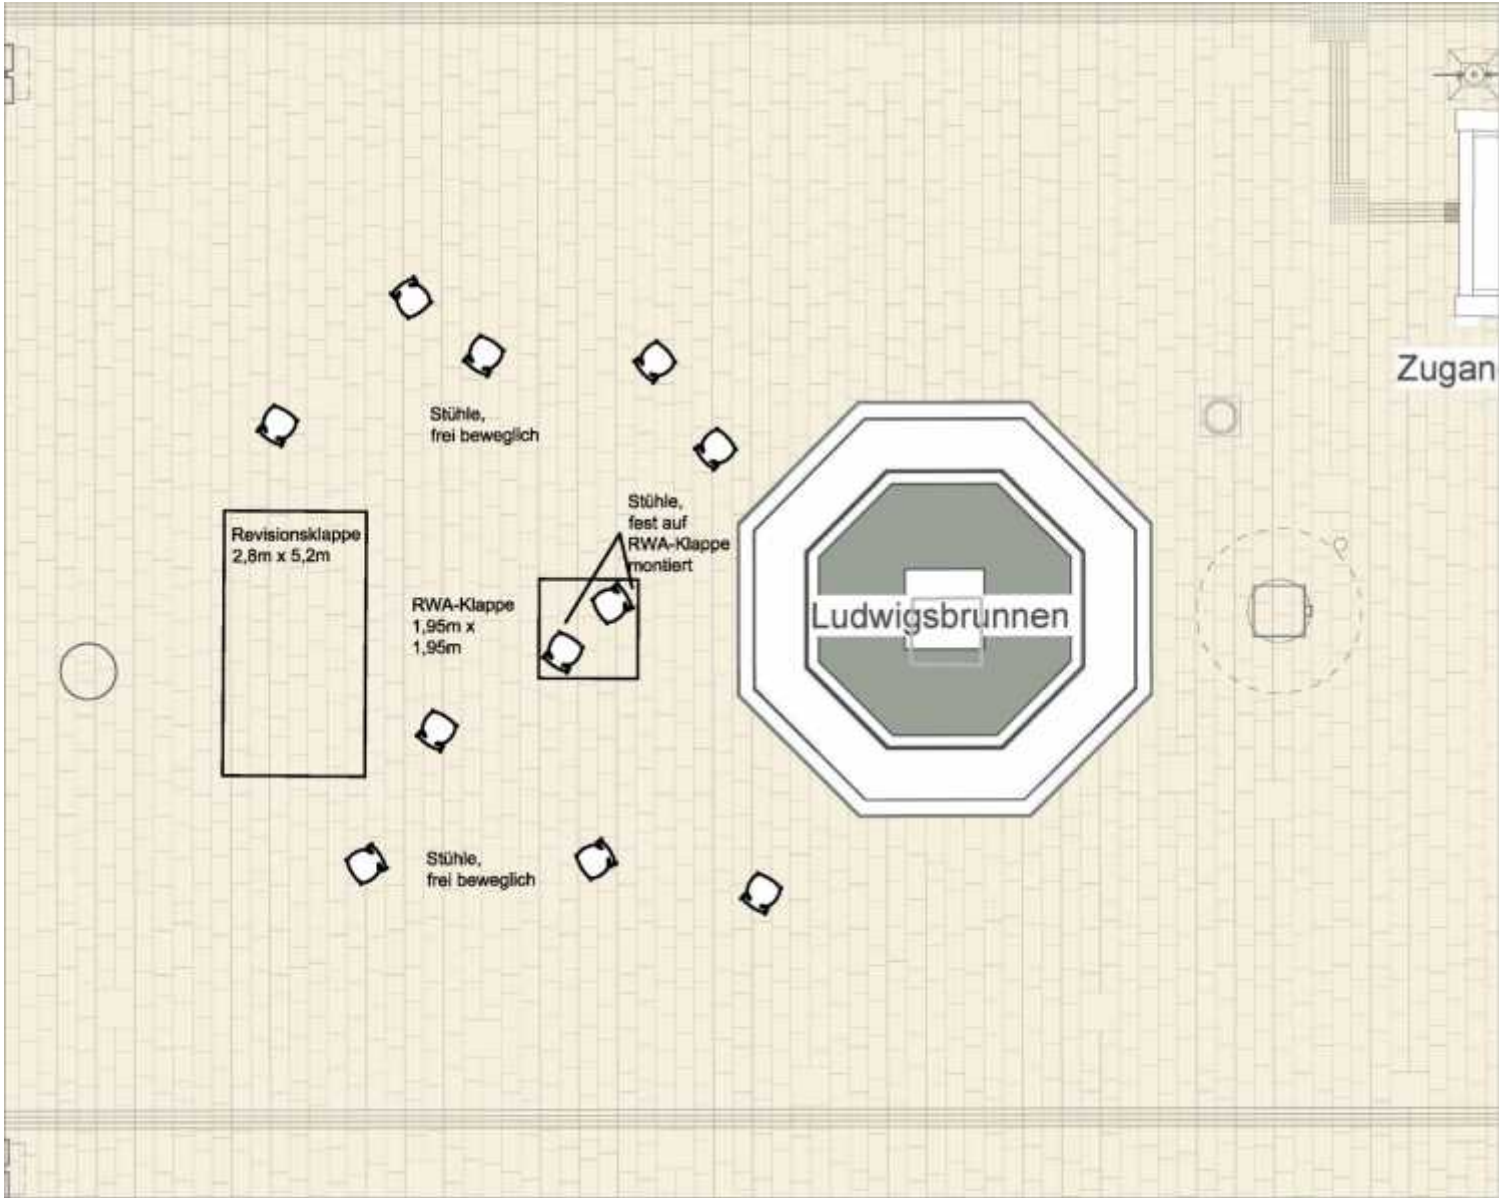 Zugan
Stühle,
frei beweglich
Stühle,
fest auf
RWA-Klappe
montiert
Revisionsklappe
2,8m x 5,2m
RWA-Klappe
1,95m x
1,95m
Ludwigsbrunnen
Stühle,
frei beweglich